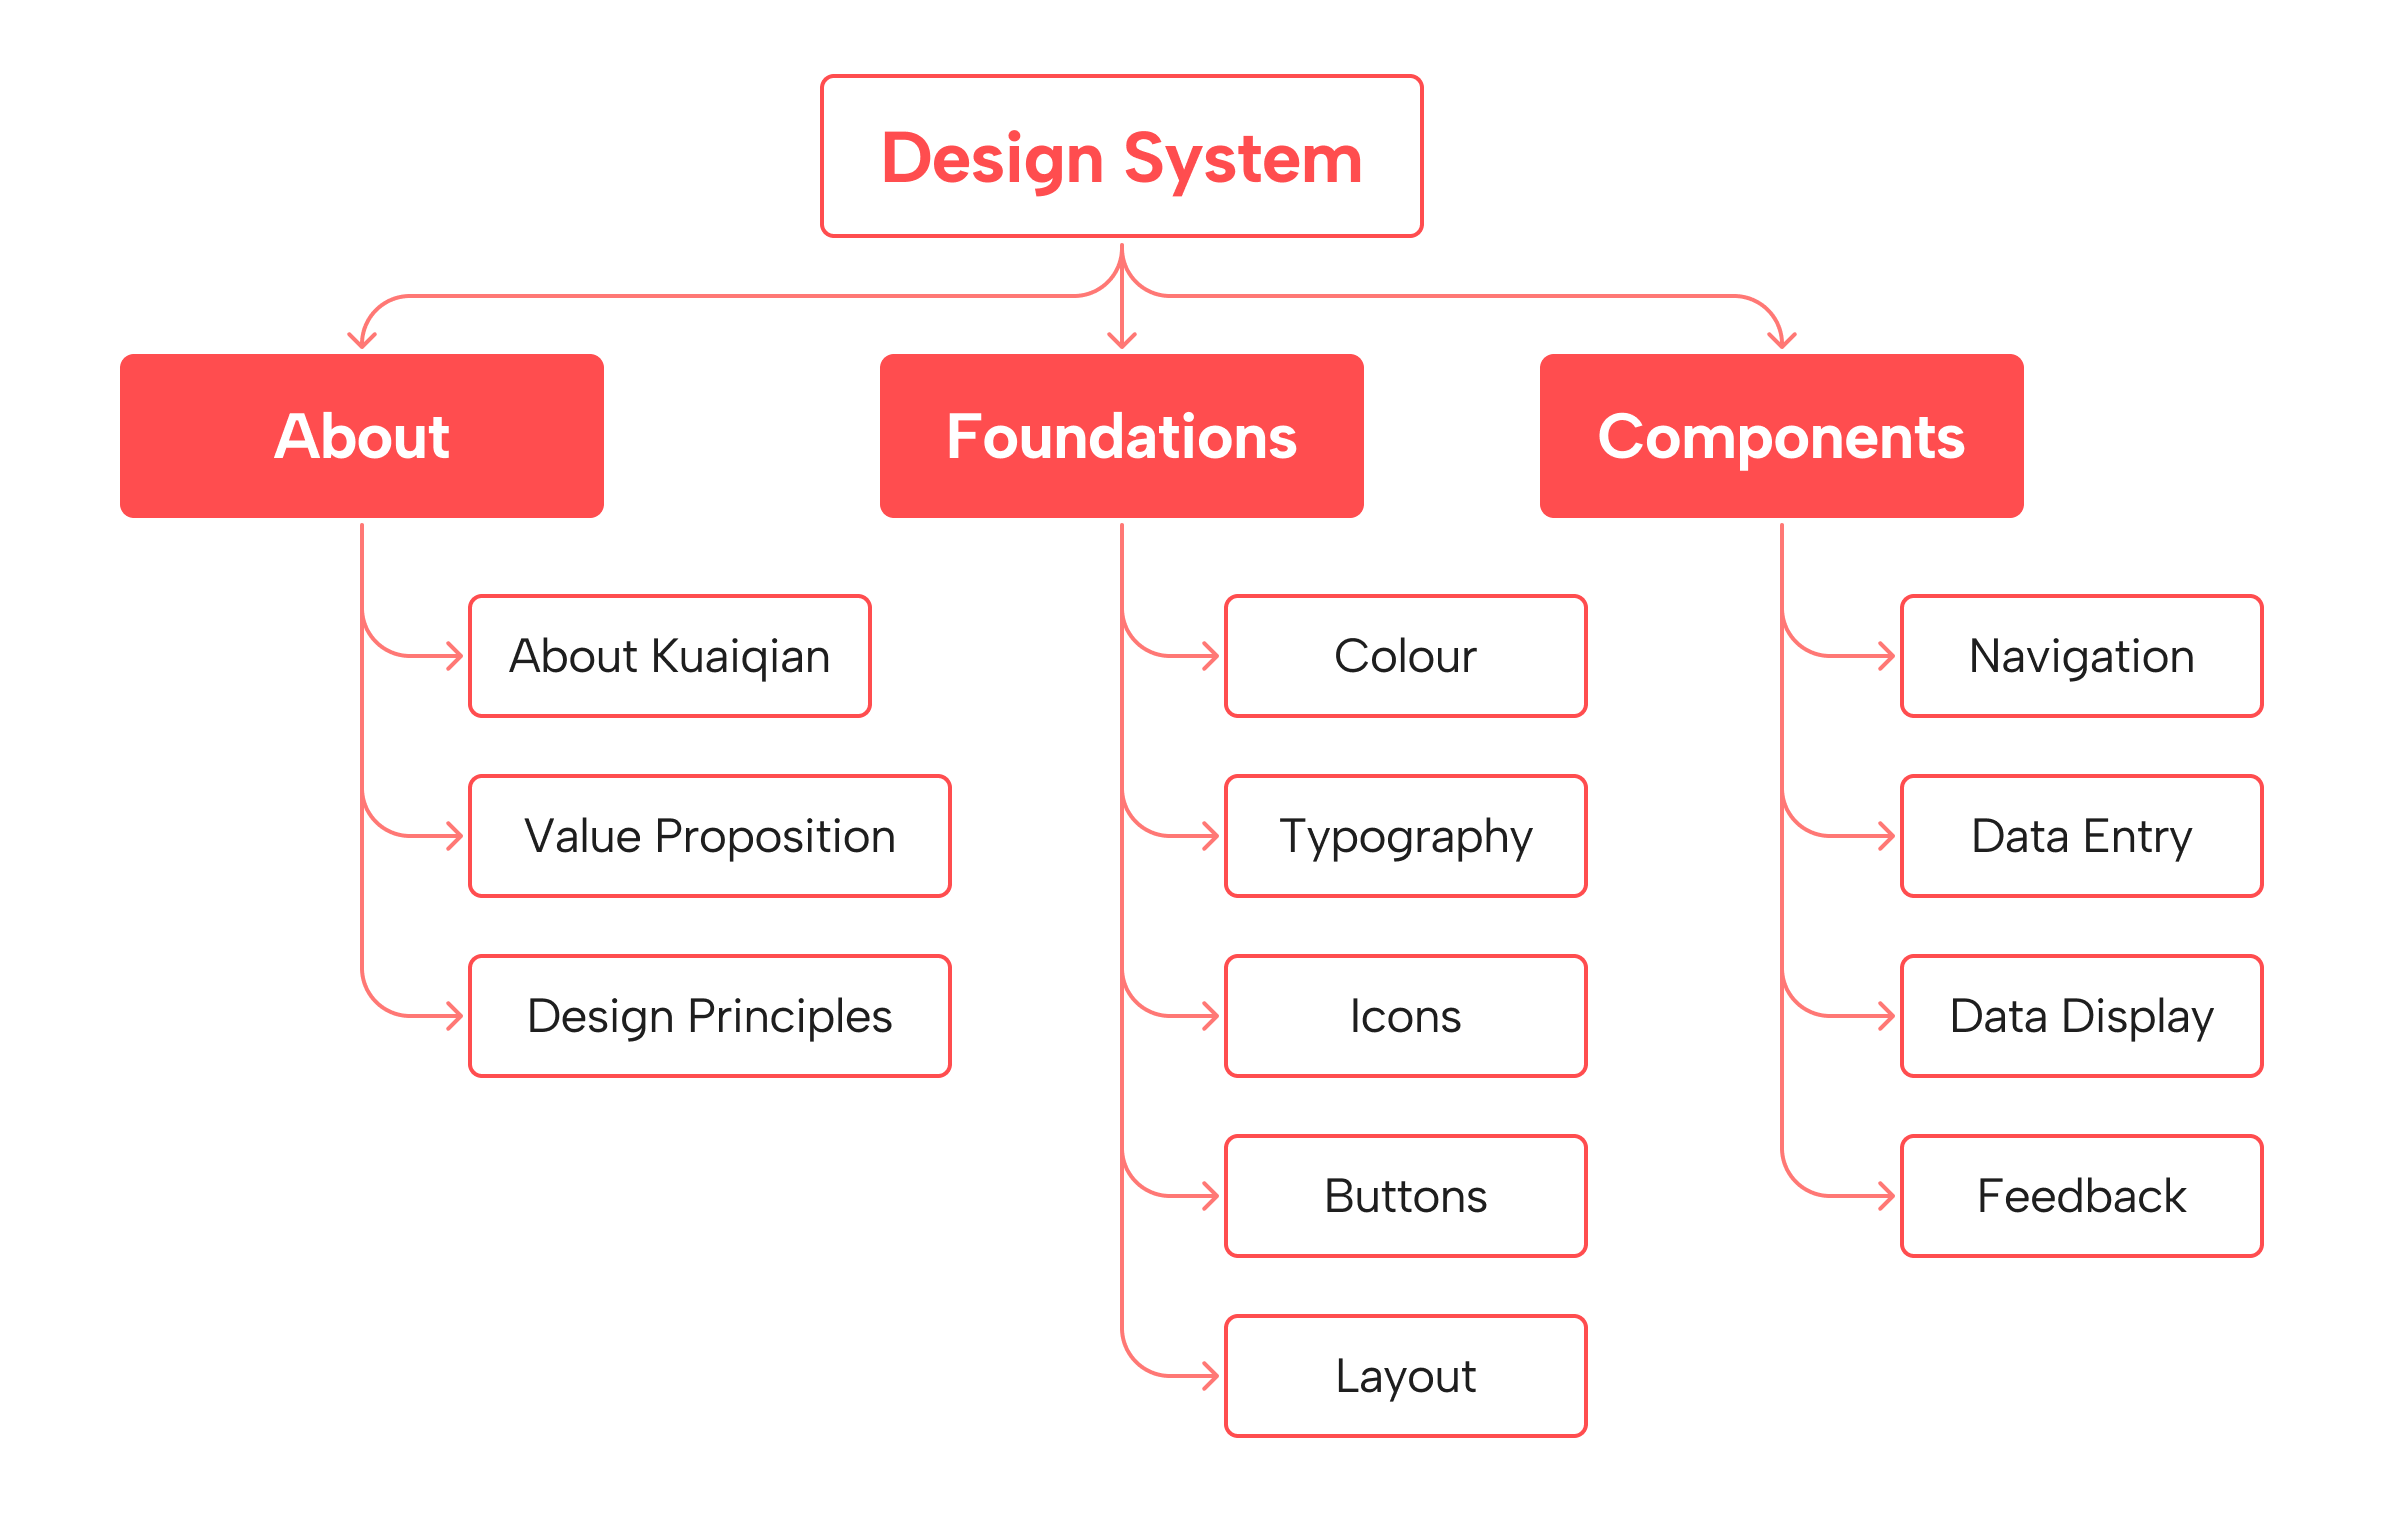 Design System
About
Foundations
Components
About Kuaiqian
Value Proposition
Design Principles
Colour
Typography
Icons
Buttons
Layout
Navigation
Data Entry
Data Display
Feedback